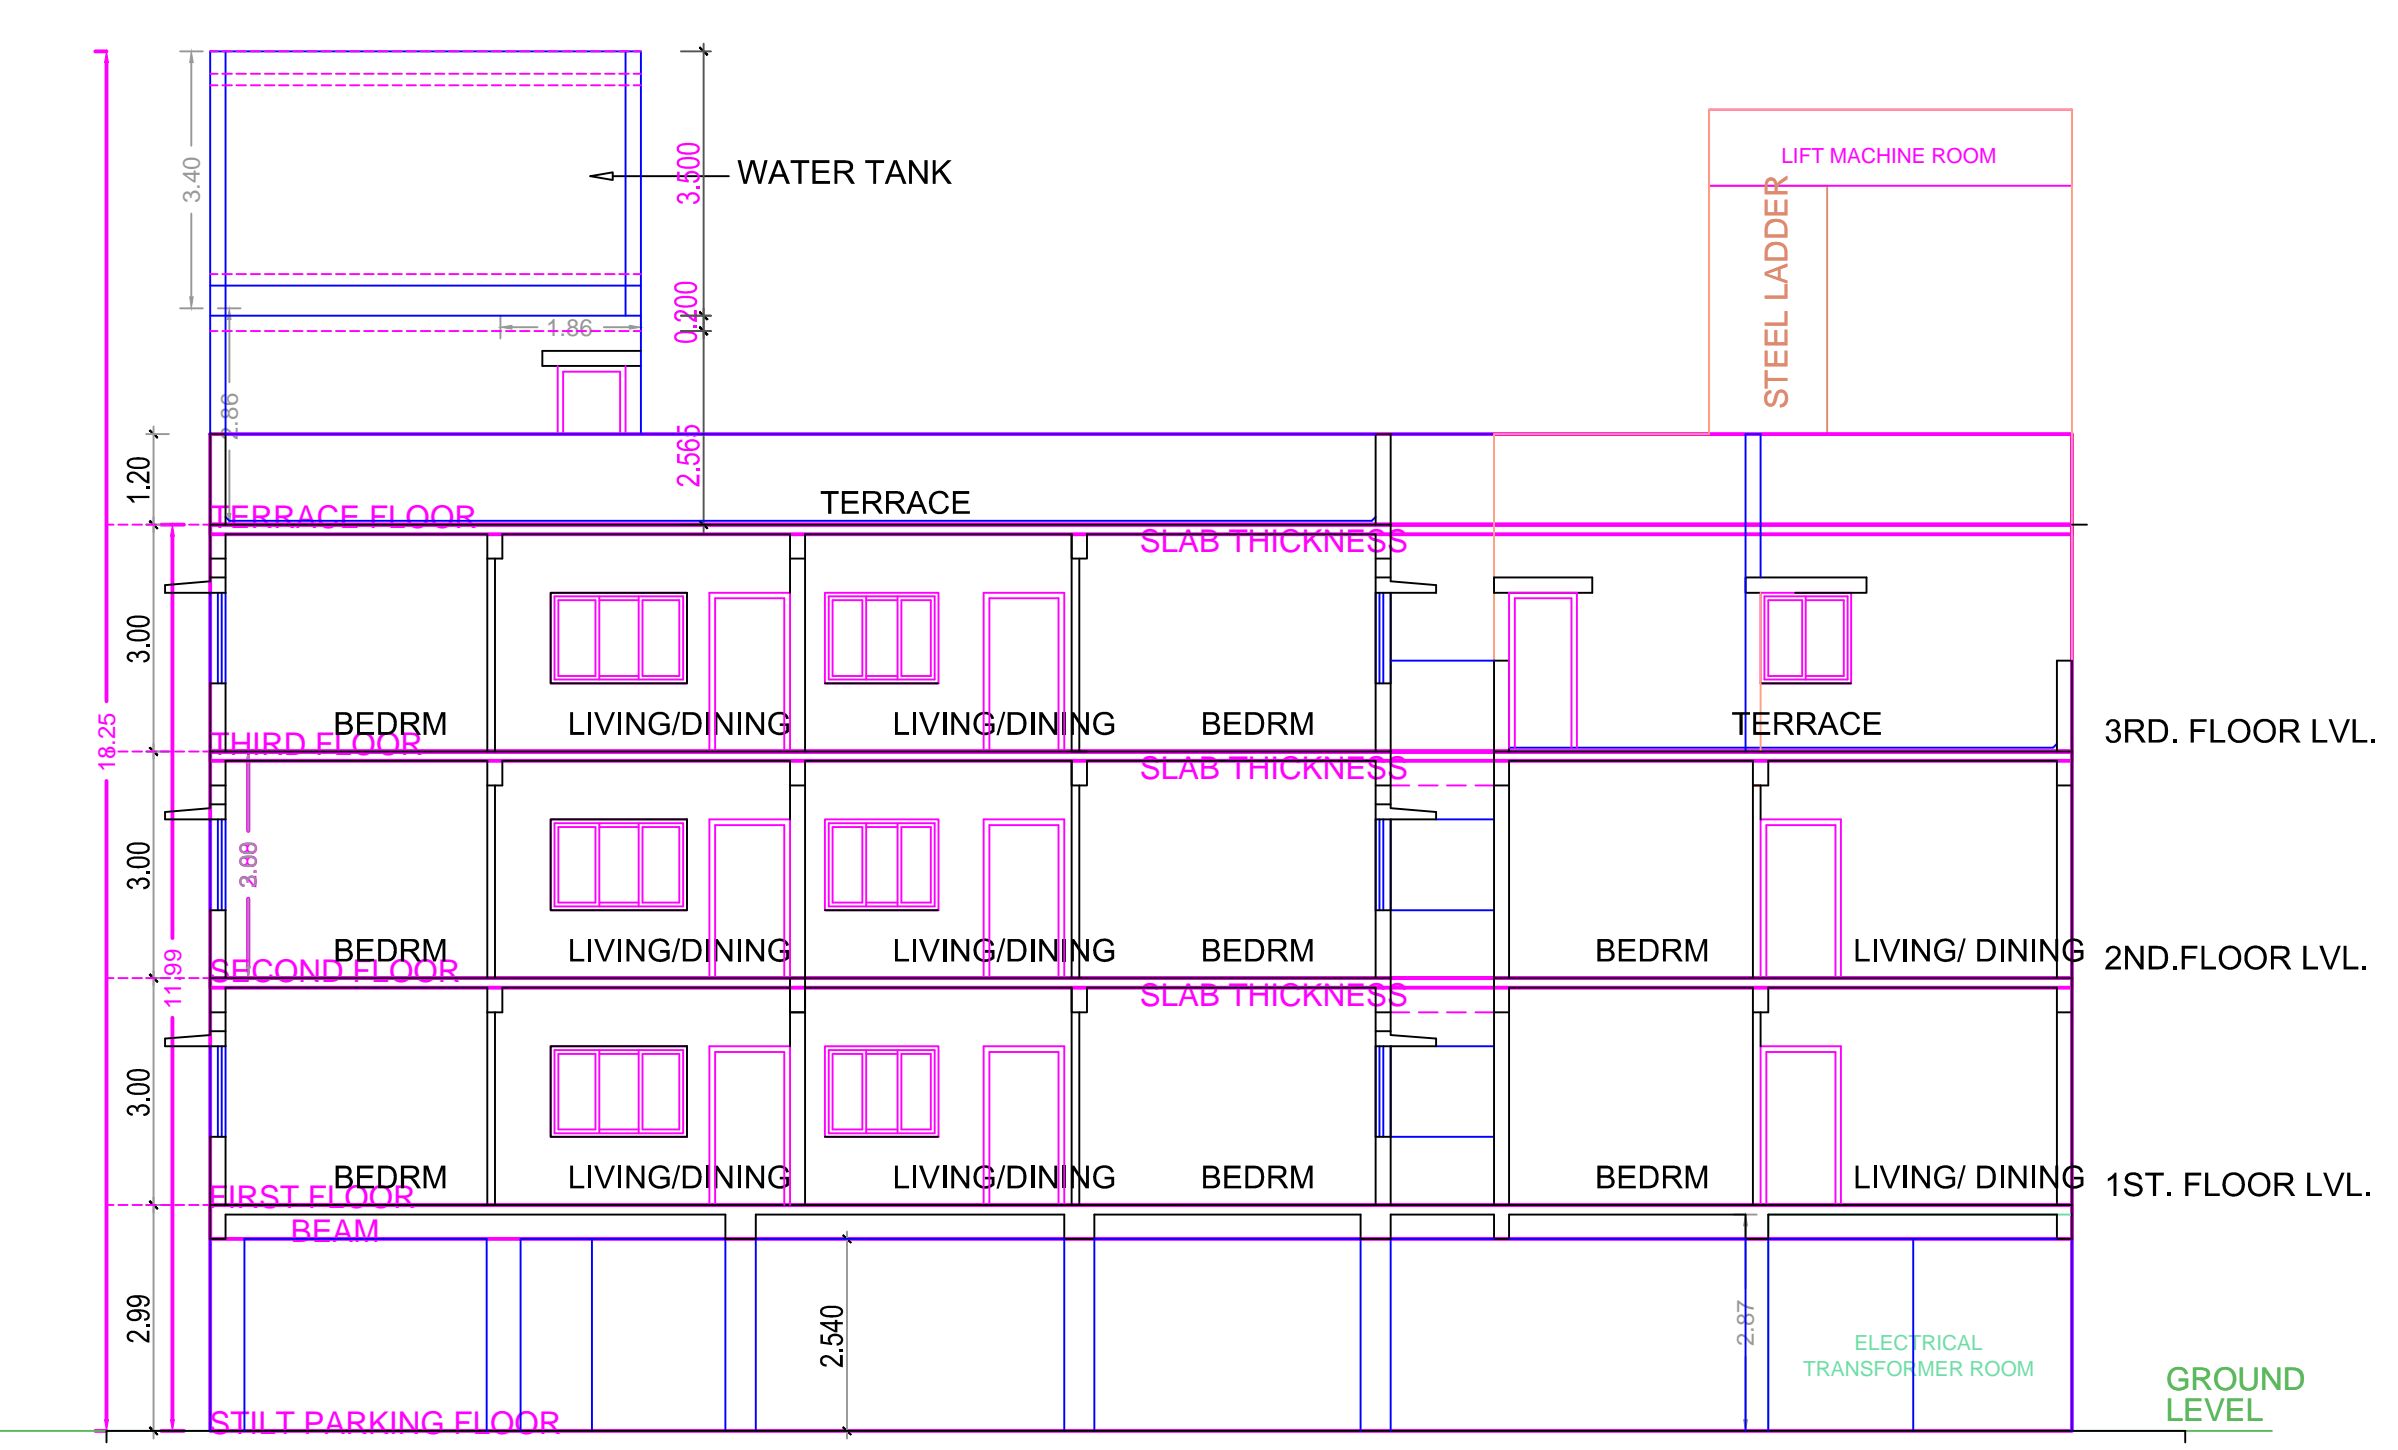 LIFT MACHINE ROOM
3.40
3.500
WATER TANK
STEEL LADDER
0.200
1.86
2.86
2.565
1.20
TERRACE
TERRACE FLOOR
SLAB THICKNESS
3.00
BEDRM
LIVING/DINING
LIVING/DINING
BEDRM
TERRACE
3RD. FLOOR LVL.
18.25
THIRD FLOOR
SLAB THICKNESS
3.00
BEDRM
LIVING/DINING
LIVING/DINING
BEDRM
BEDRM
LIVING/ DINING
2ND.FLOOR LVL.
11.99
SECOND FLOOR
SLAB THICKNESS
3.00
BEDRM
LIVING/DINING
LIVING/DINING
BEDRM
BEDRM
LIVING/ DINING
1ST. FLOOR LVL.
FIRST FLOOR
BEAM
2.99
2.540
2.87
ELECTRICAL
TRANSFORMER ROOM
GROUND
LEVEL
STILT PARKING FLOOR